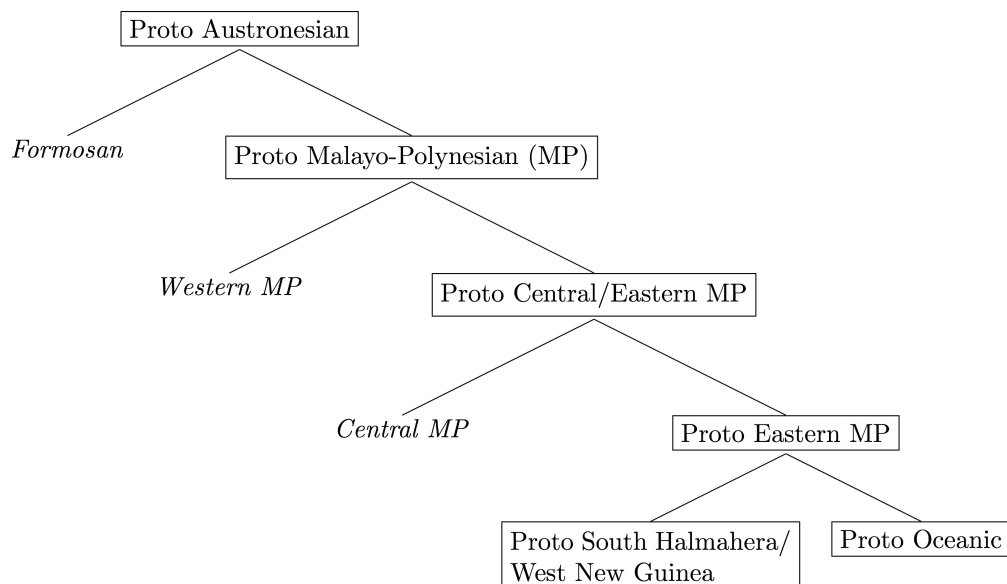 Proto Austronesian
Formosan
Proto Malayo-Polynesian (MP)
Western MP
Proto Central/Eastern MP
Central MP
Proto Eastern MP
Proto South Halmahera/
West New Guinea
Proto Oceanic